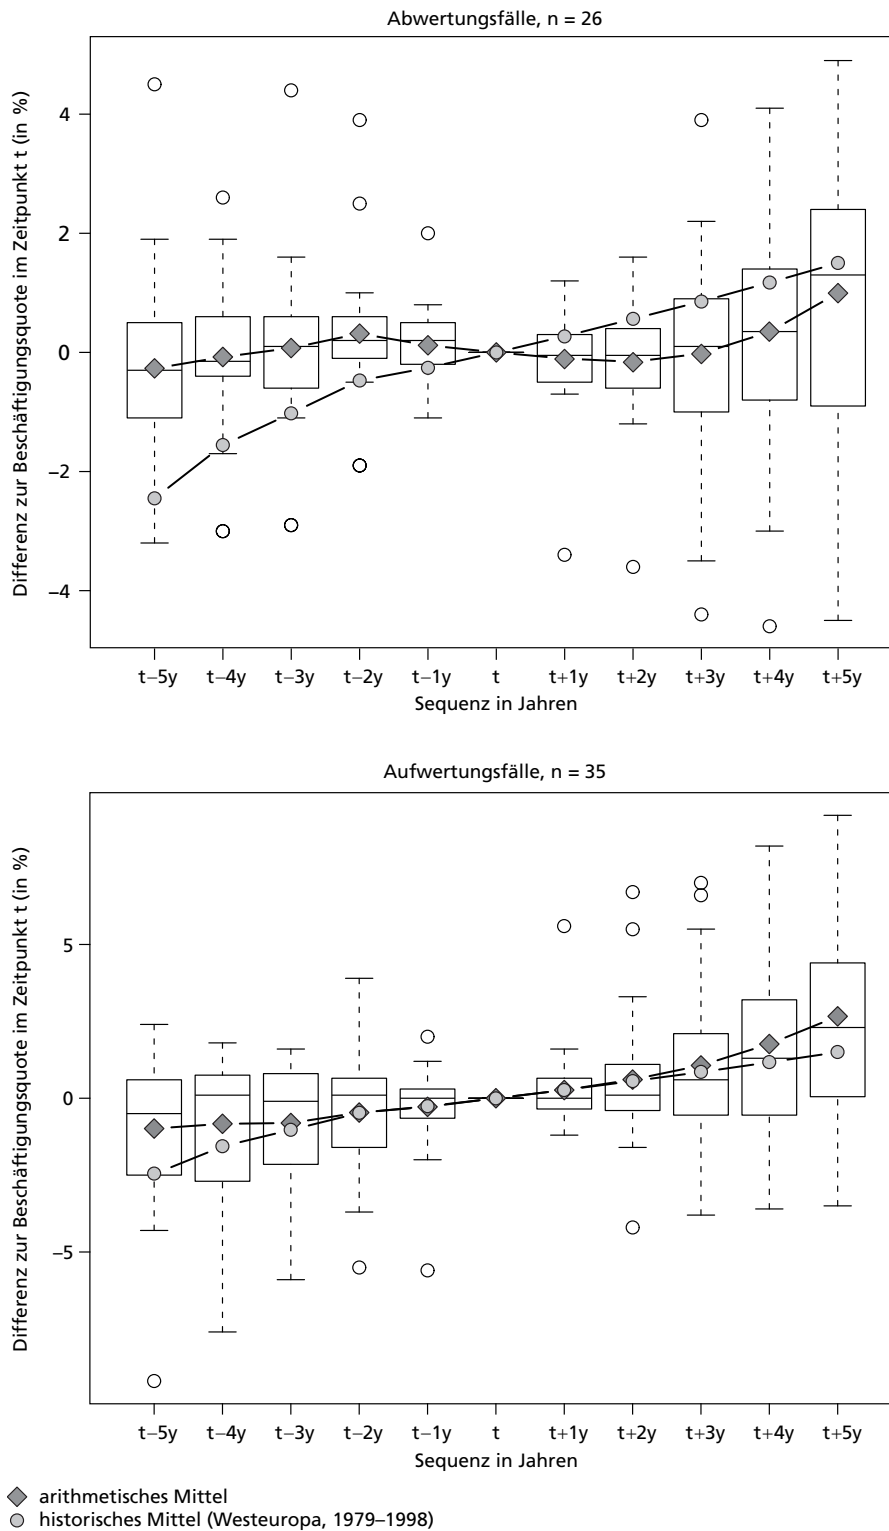 Abwertungsfälle, n = 26
Differenz zur Beschäftigungsquote im Zeitpunkt t (in %)
4
2
0
−2
−4
t−5y t−4y t−3y t−2y t−1y t t+1y t+2y t+3y t+4y t+5y
Sequenz in Jahren
Aufwertungsfälle, n = 35
Differenz zur Beschäftigungsquote im Zeitpunkt t (in %)
5
0
−5
t−5y t−4y t−3y t−2y t−1y t t+1y t+2y t+3y t+4y t+5y
Sequenz in Jahren
arithmetisches Mittel
historisches Mittel (Westeuropa, 1979–1998)